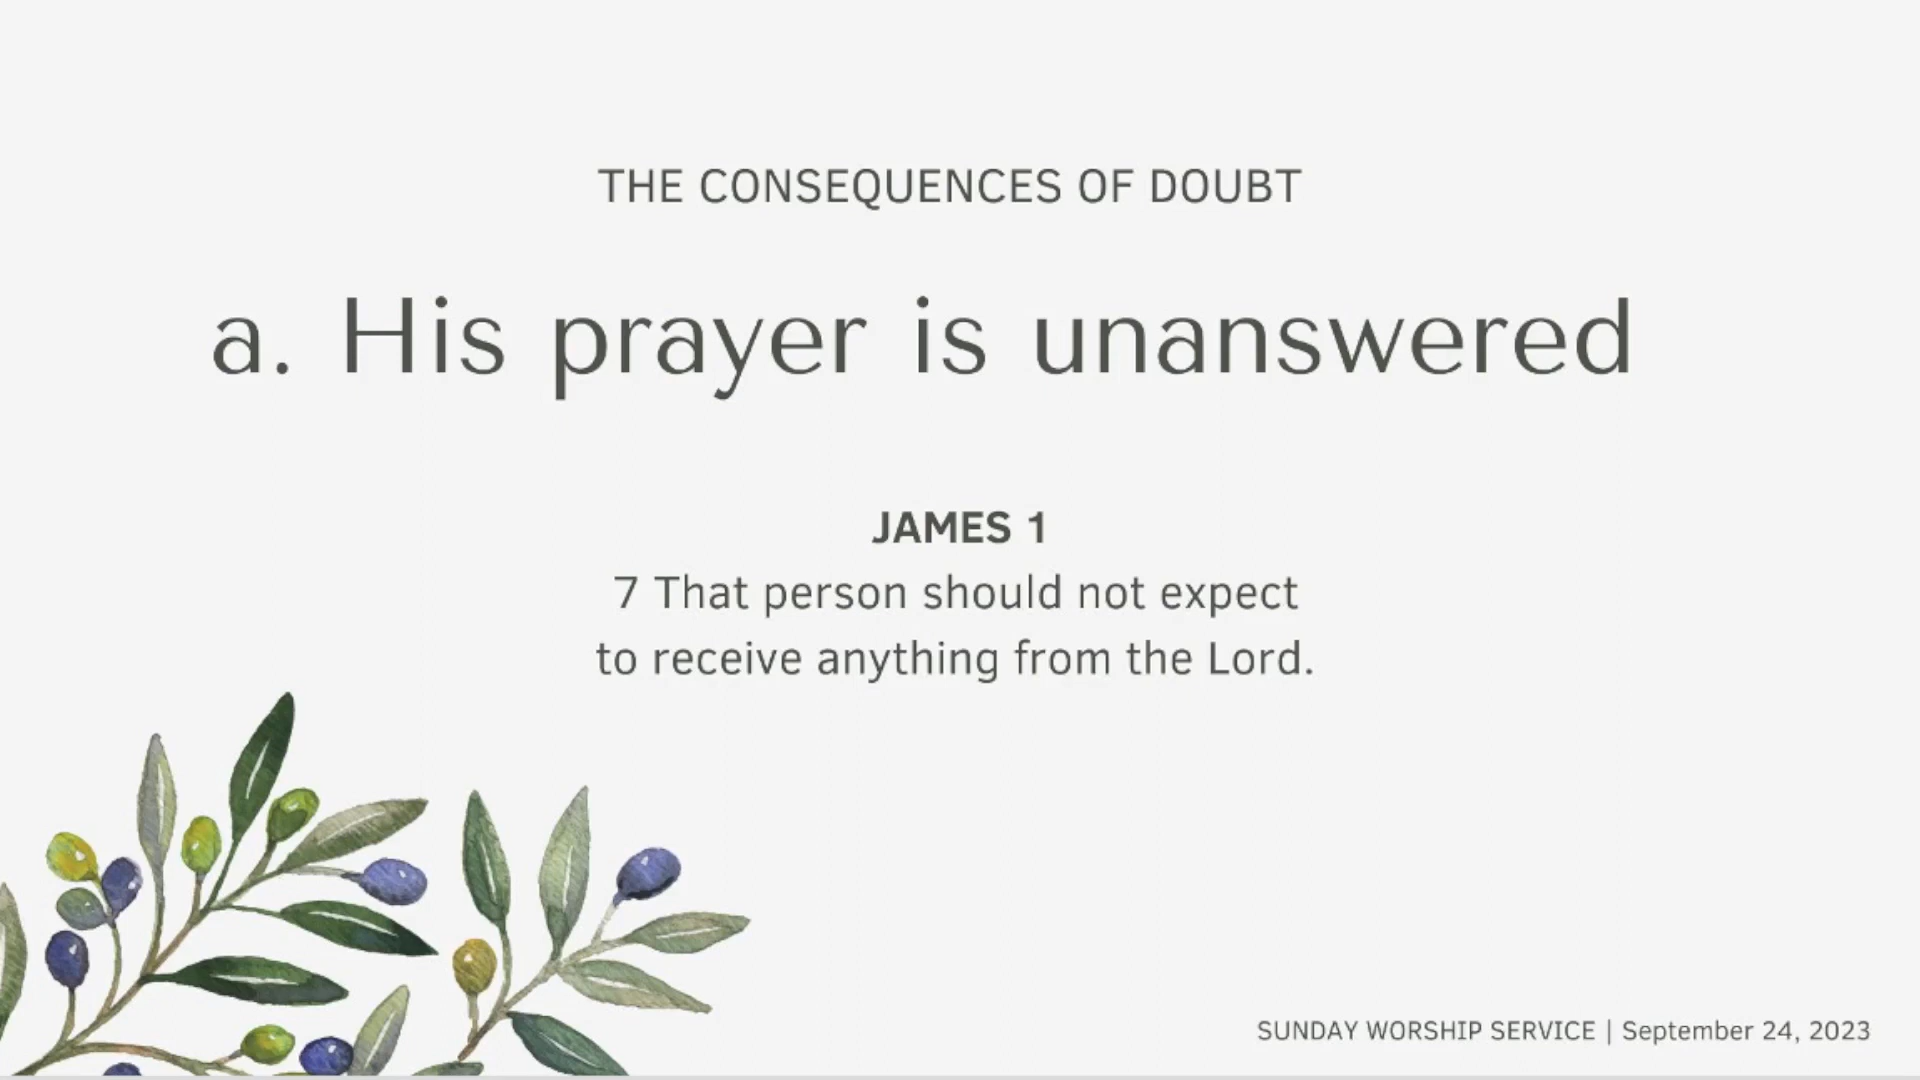 THE CONSEQUENCES OF DOUBT
a. His prayer is unanswered
JAMES 1
7 That person should not expect
to receive anything from the Lord.
SUNDAY WORSHIP SERVICE | September 24, 2023